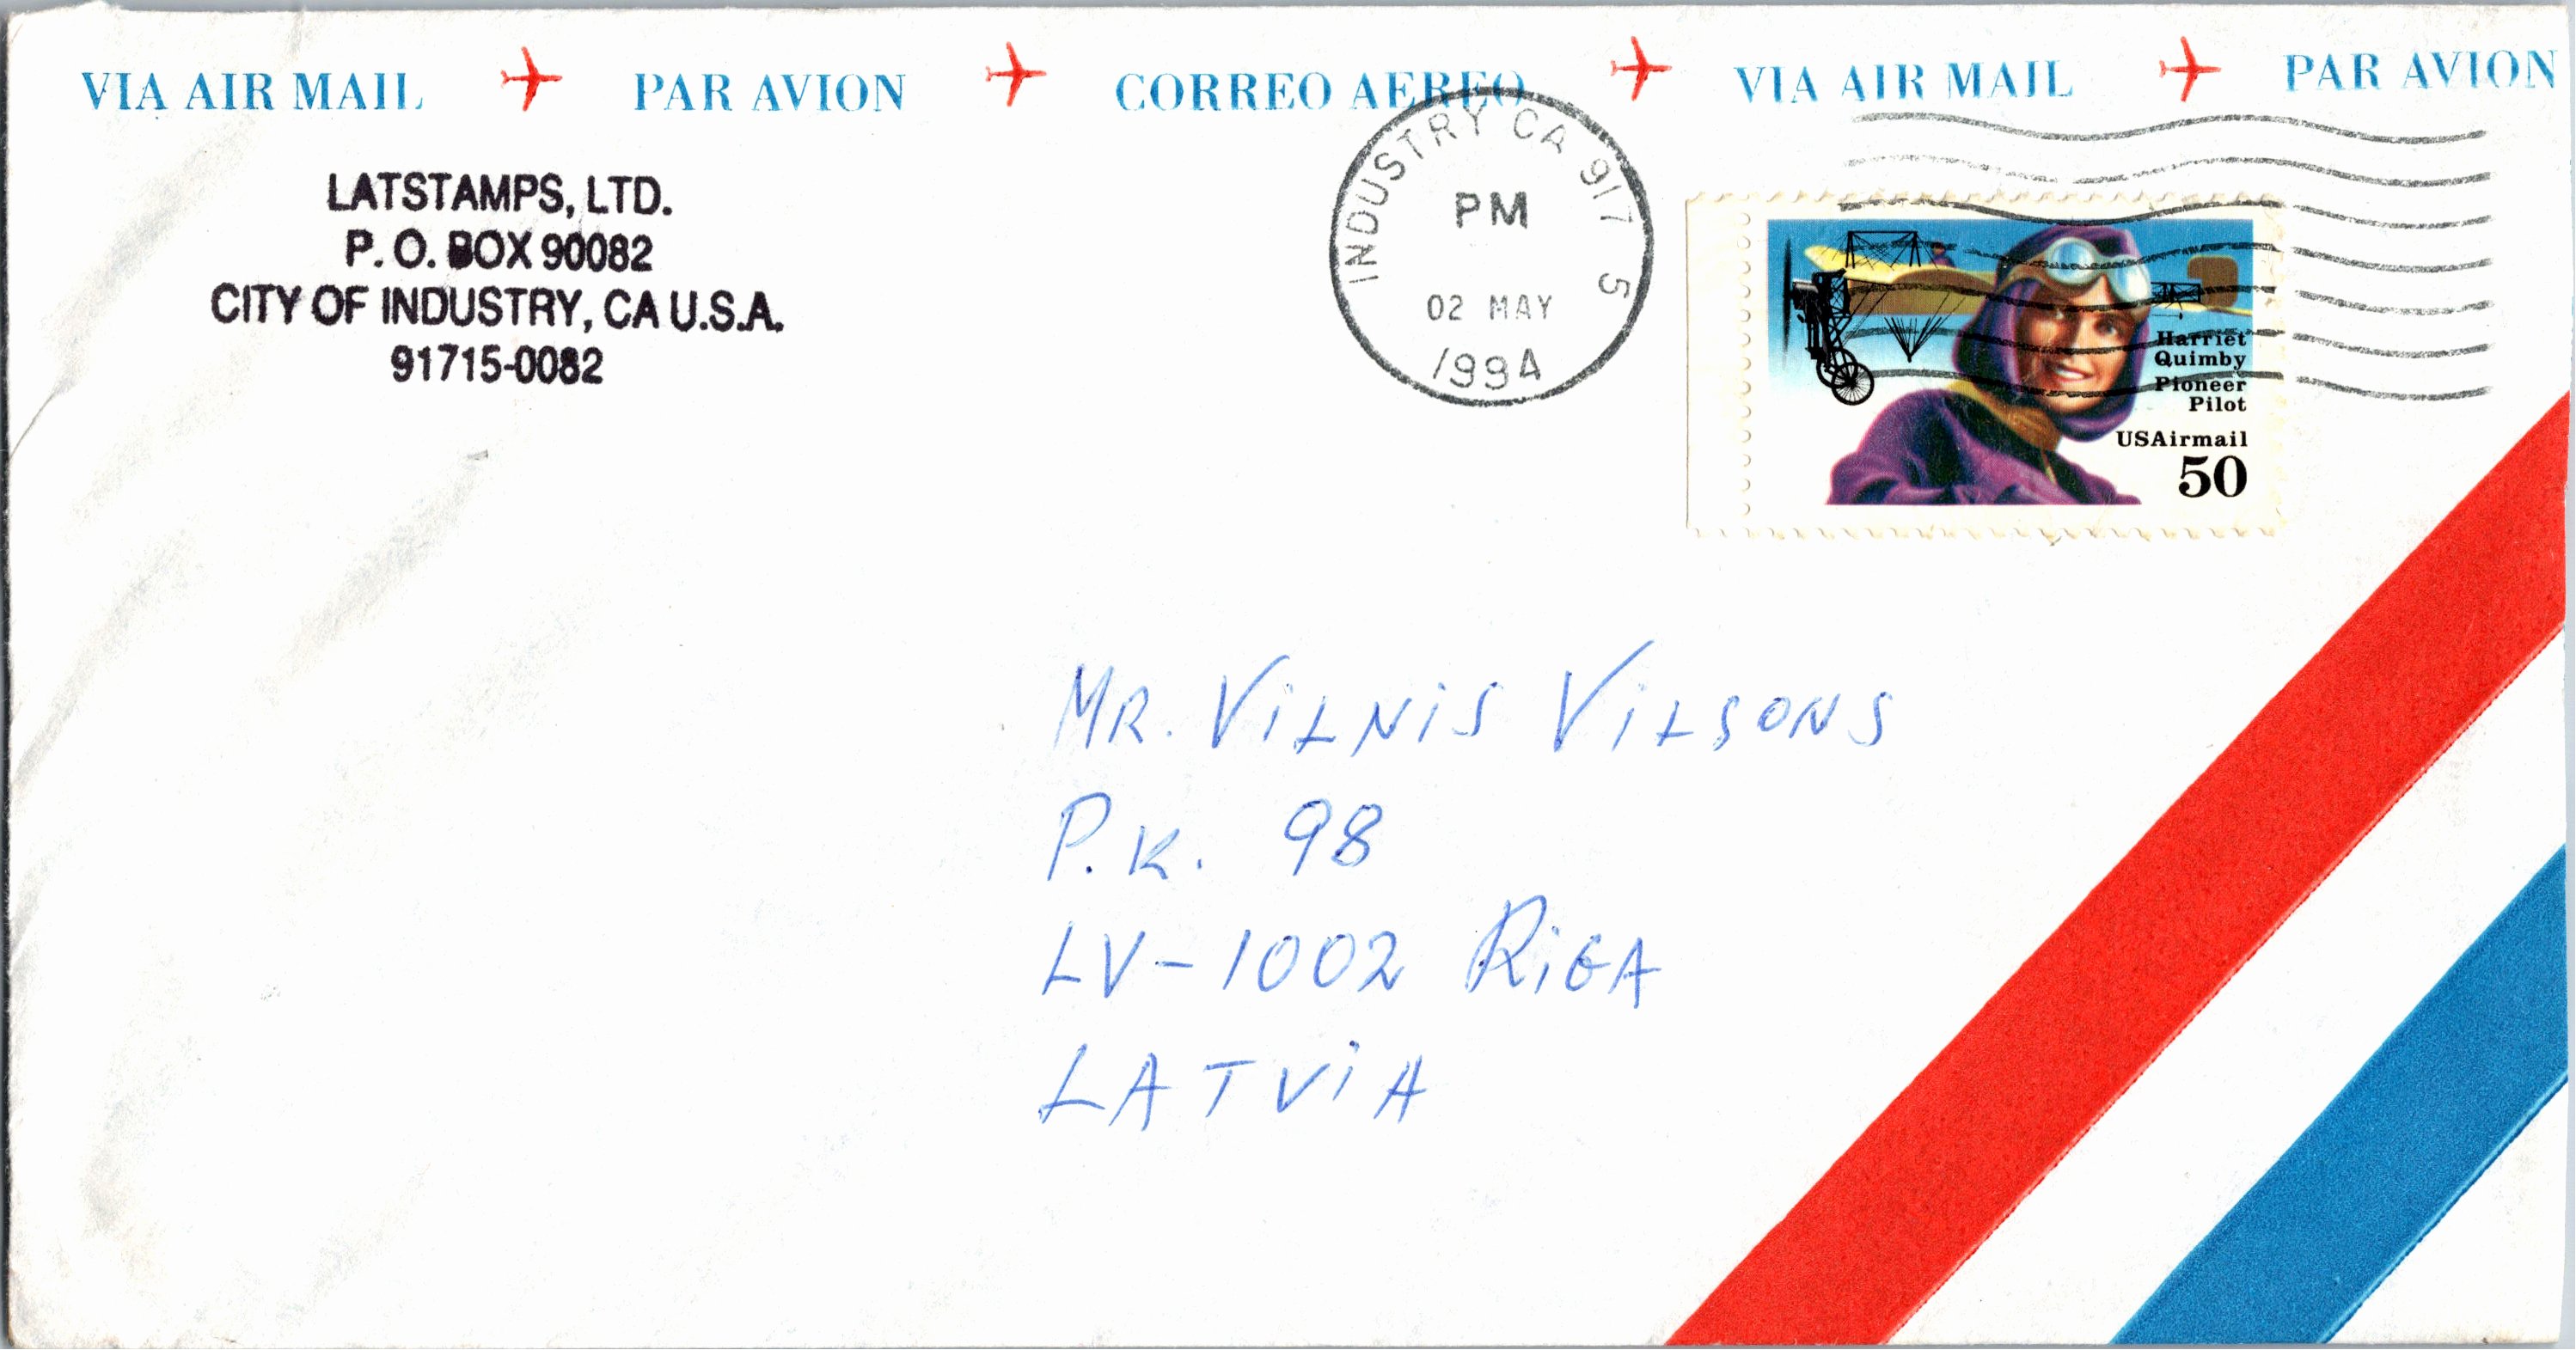 VIA AIR MAIL PAR AVION CORREO AEREO VIA AIR MAIL PAR AVION
LATSTAMPS, LTD.
P. O. BOX 90082
CITY OF INDUSTRY, CA U.S.A.
91715-0082
INDUSTRY CA 917 5
PM
02 MAY
1994
Harriet
Quimby
Pioneer
Pilot
USAirmail
50
MR. ViLNiS ViLSONS
P.K. 98
LV-1002 RiGA
LATViA